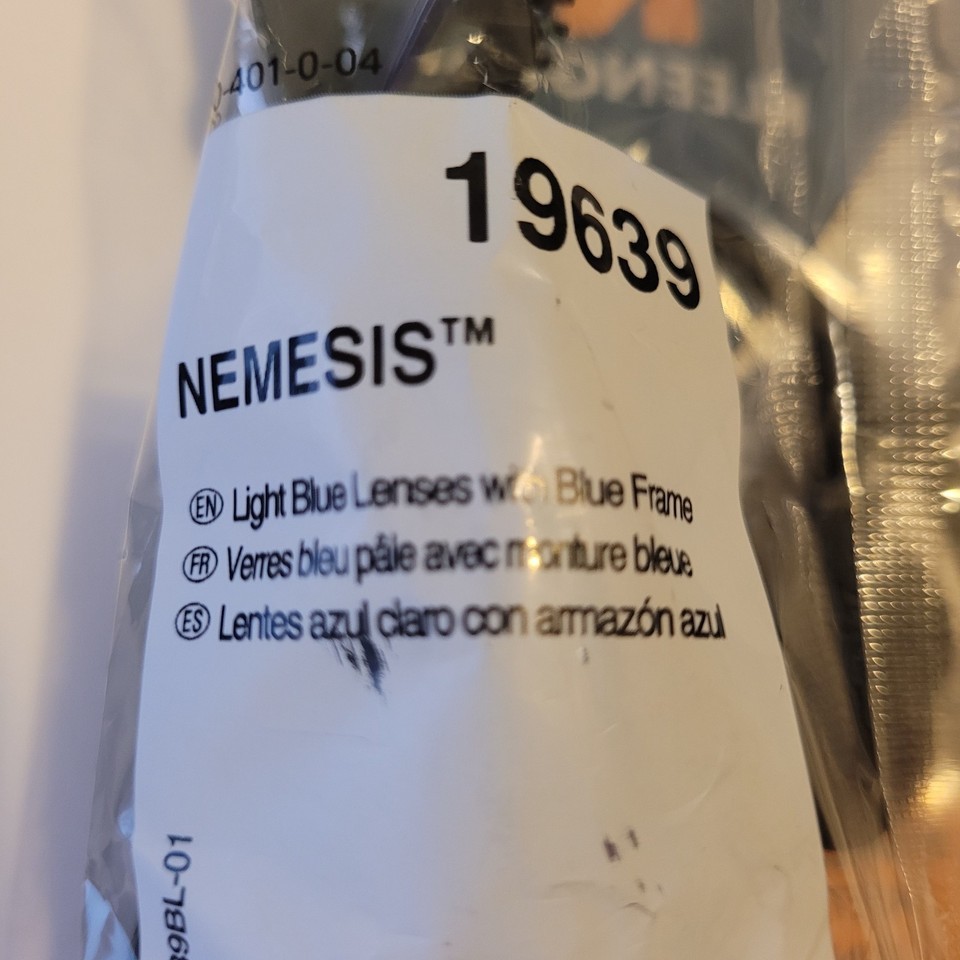 -401-0-04
19639
NEMESIS™
EN Light Blue Lenses with Blue Frame
FR Verres bleu pâle avec monture bleue
ES Lentes azul claro con armazón azul
9BL-01